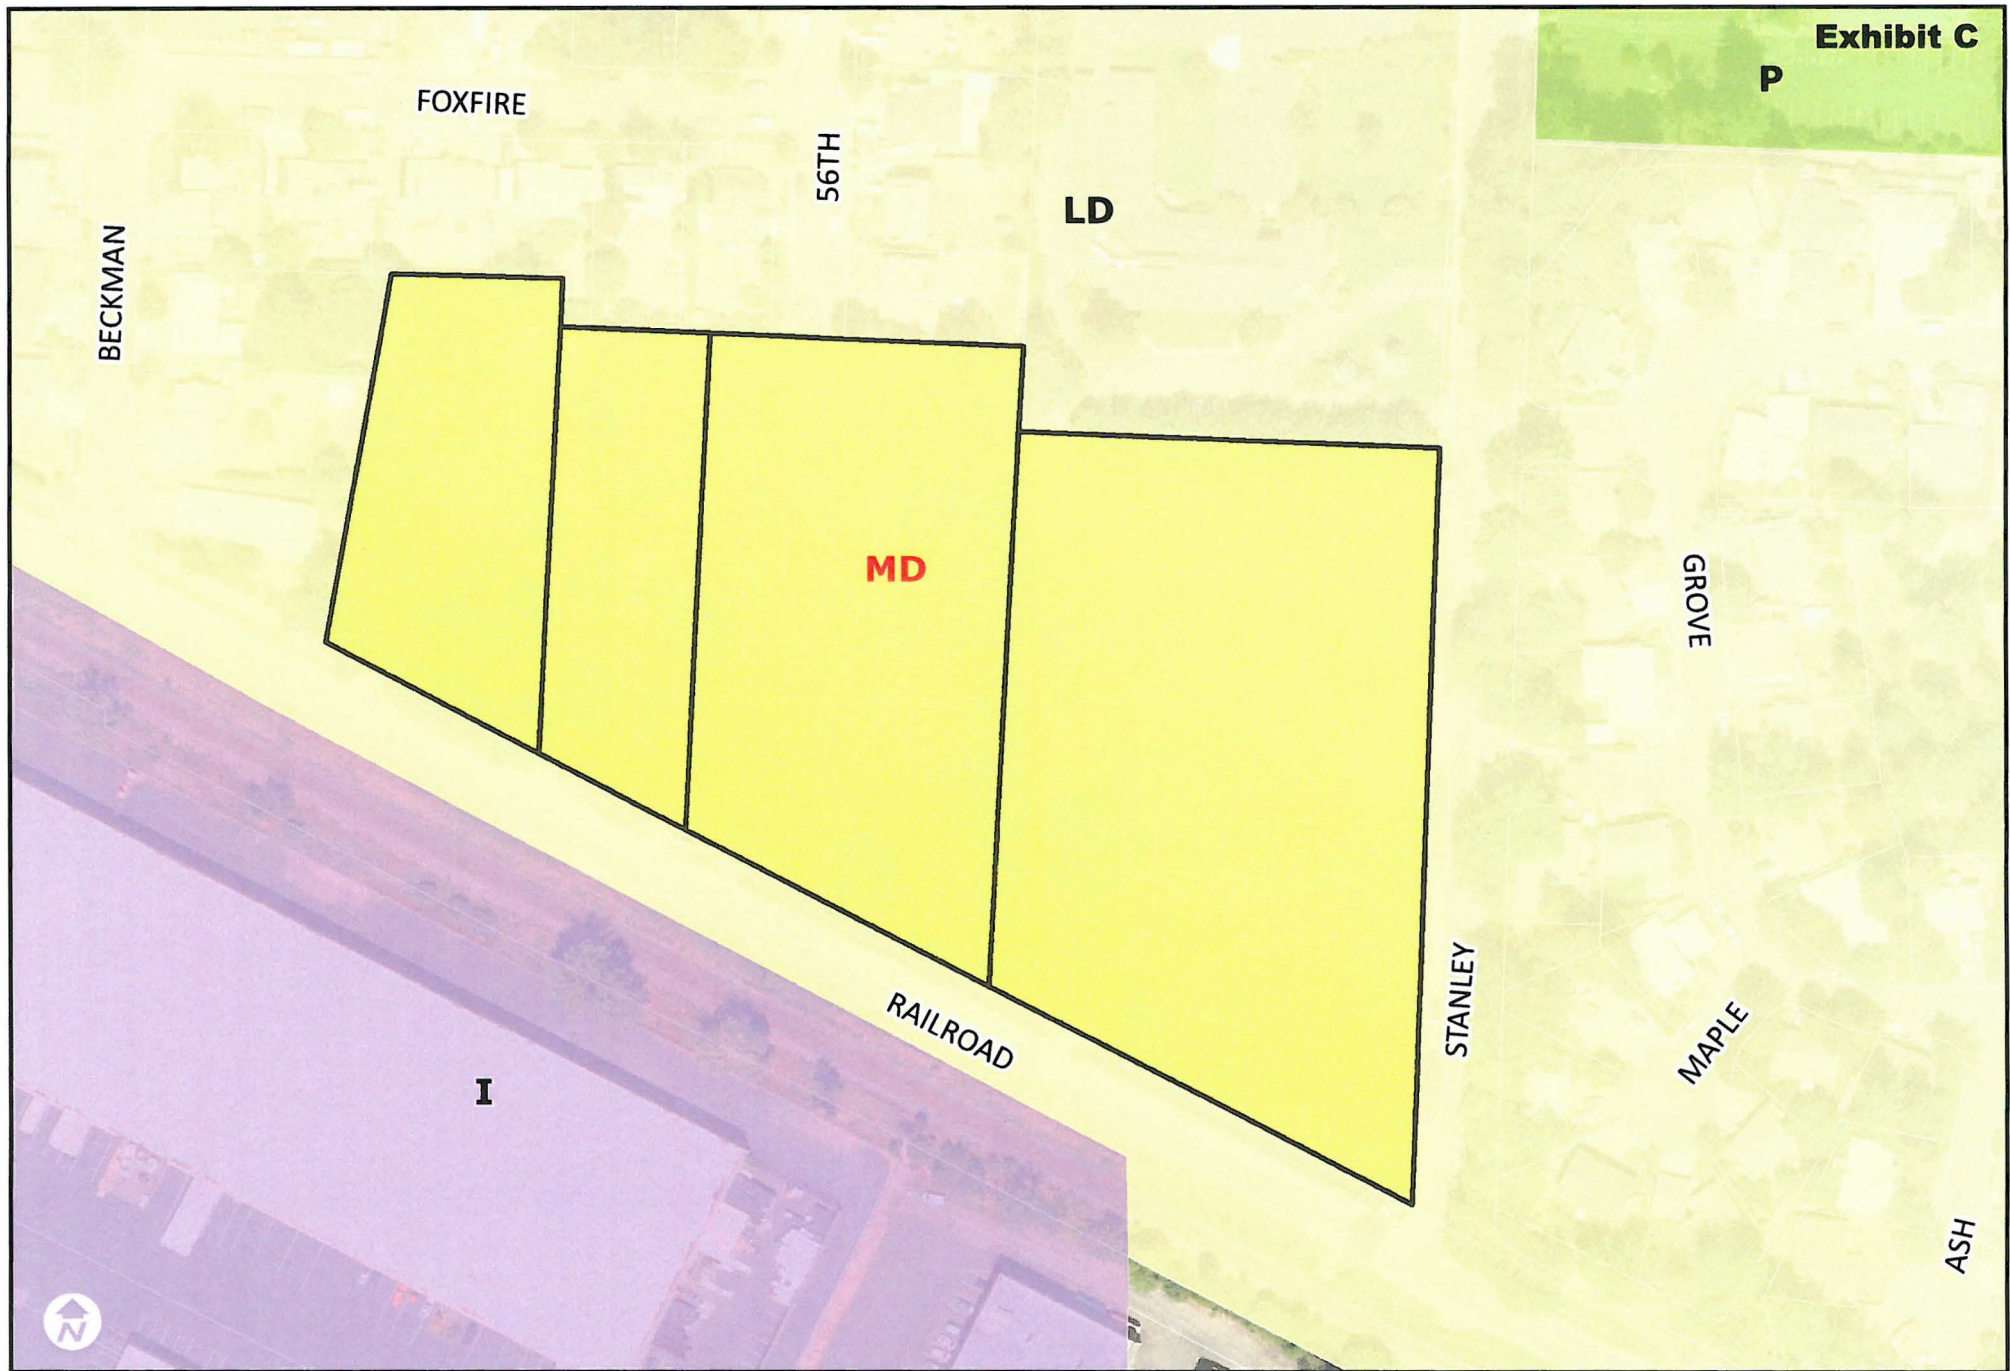 Exhibit C
P
FOXFIRE
56TH
LD
BECKMAN
MD
GROVE
STANLEY
RAILROAD
MAPLE
I
ASH
N